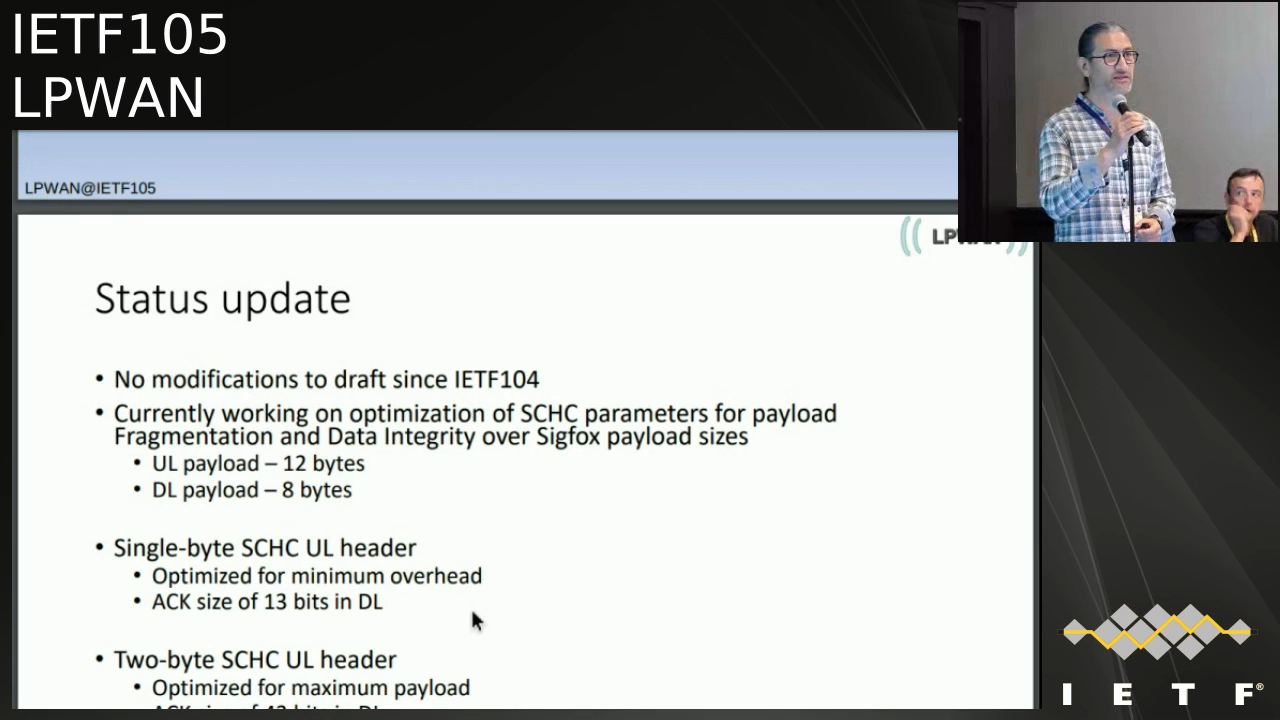 IETF105
LPWAN
LPWAN@IETF105
Status update
• No modifications to draft since IETF104
• Currently working on optimization of SCHC parameters for payload
Fragmentation and Data Integrity over Sigfox payload sizes
• UL payload – 12 bytes
• DL payload – 8 bytes
• Single-byte SCHC UL header
• Optimized for minimum overhead
• ACK size of 13 bits in DL
• Two-byte SCHC UL header
• Optimized for maximum payload
I E T F®